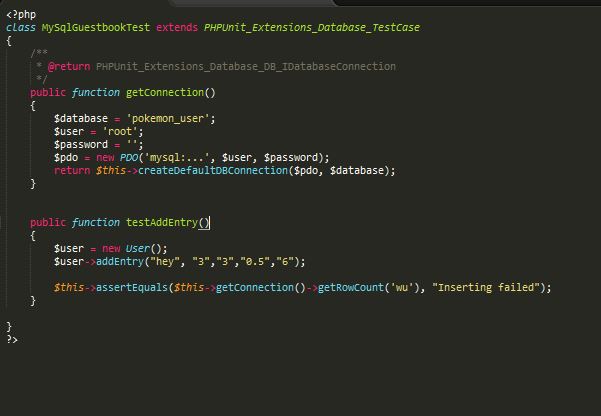 <?php
class MySqlGuestbookTest extends PHPUnit_Extensions_Database_TestCase
{
    /**
     * @return PHPUnit_Extensions_Database_DB_IDatabaseConnection
     */
    public function getConnection()
    {
        $database = 'pokemon_user';
        $user = 'root';
        $password = '';
        $pdo = new PDO('mysql:...', $user, $password);
        return $this->createDefaultDBConnection($pdo, $database);
    }

    public function testAddEntry()
    {
        $user = new User();
        $user->addEntry("hey", "3","3","0.5","6");

        $this->assertEquals($this->getConnection()->getRowCount('wu'), "Inserting failed");
    }

}
?>